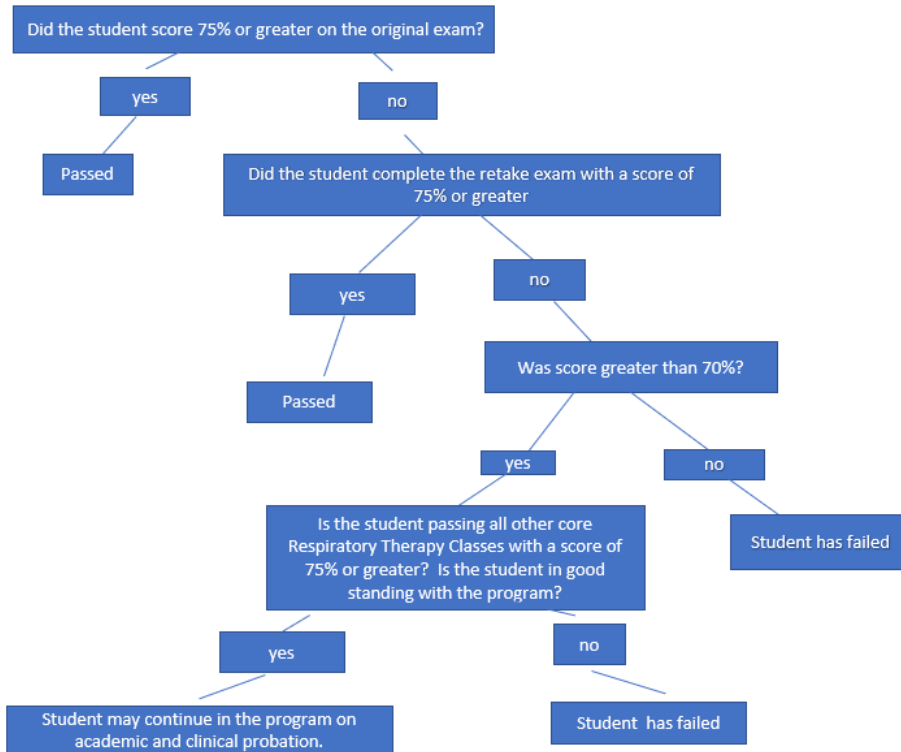 Did the student score 75% or greater on the original exam?
yes
no
Passed
Did the student complete the retake exam with a score of
75% or greater
yes
no
Passed
Was score greater than 70%?
yes
no
Is the student passing all other core
Respiratory Therapy Classes with a score of
75% or greater?  Is the student in good
standing with the program?
Student has failed
yes
no
Student may continue in the program on
academic and clinical probation.
Student  has failed